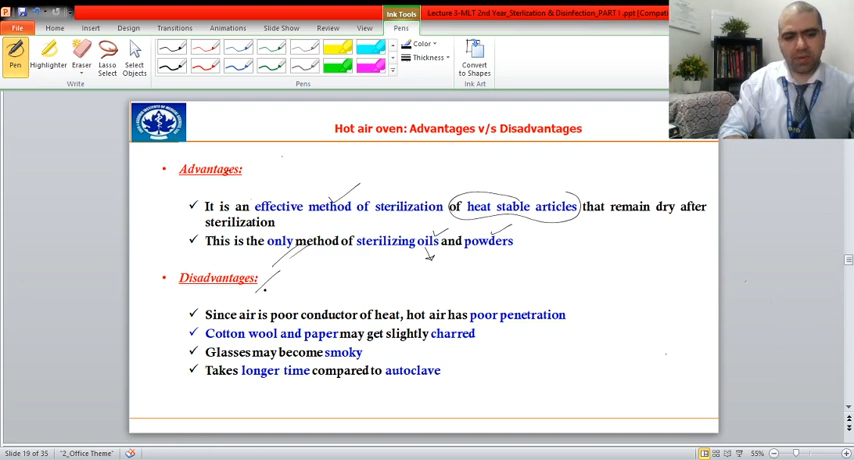 Ink Tools
Lecture 3-MLT 2nd Year_Sterlization & Disinfection_PART 1.ppt [Compati
File Home Insert Design Transitions Animations Slide Show Review View Pens
Pen Highlighter Eraser Lasso Select Select Objects
Color
Thickness
Convert to Shapes
Write Pens Ink Art
Hot air oven: Advantages v/s Disadvantages
• Advantages:
✓ It is an effective method of sterilization of heat stable articles that remain dry after
sterilization
✓ This is the only method of sterilizing oils and powders
• Disadvantages:
✓ Since air is poor conductor of heat, hot air has poor penetration
✓ Cotton wool and paper may get slightly charred
✓ Glasses may become smoky
✓ Takes longer time compared to autoclave
Slide 19 of 35 "2_Office Theme" 55%